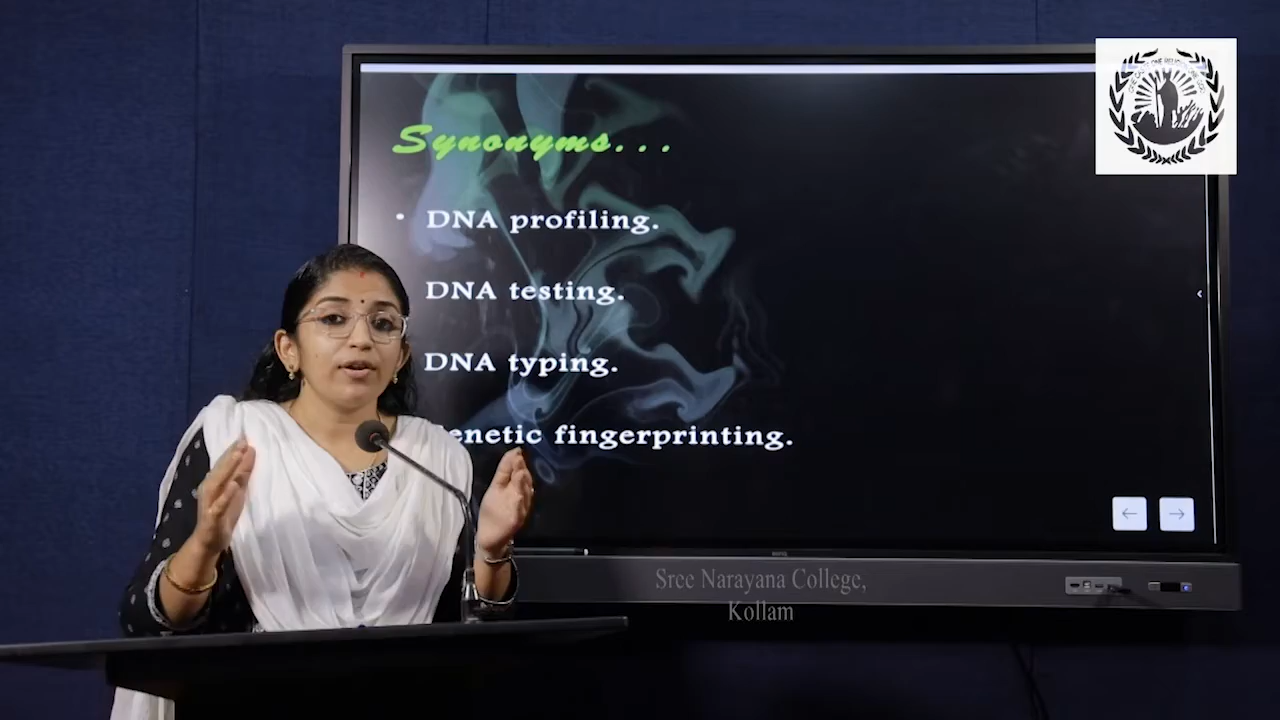 Synonyms...
• DNA profiling.
DNA testing.
DNA typing.
enetic fingerprinting.
Sree Narayana College,
Kollam